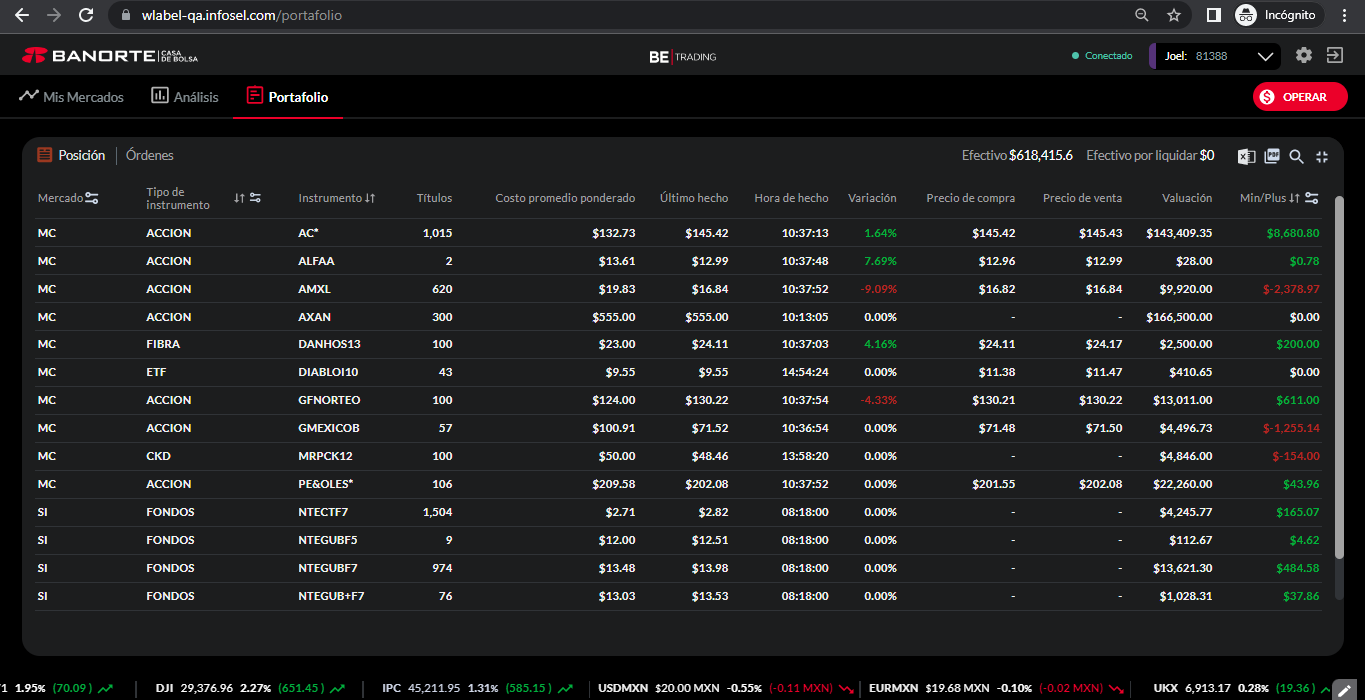 wlabel-qa.infosel.com/portafolio Incógnito
BANORTE CASA DE BOLSA BE TRADING Conectado Joel: 81388
Mis Mercados Análisis Portafolio OPERAR
Posición Órdenes Efectivo $618,415.6 Efectivo por liquidar $0
Mercado Tipo de instrumento Instrumento Títulos Costo promedio ponderado Último hecho Hora de hecho Variación Precio de compra Precio de venta Valuación Min/Plus
MC ACCION AC* 1,015 $132.73 $145.42 10:37:13 1.64% $145.42 $145.43 $143,409.35 $8,680.80
MC ACCION ALFAA 2 $13.61 $12.99 10:37:48 7.69% $12.96 $12.99 $28.00 $0.78
MC ACCION AMXL 620 $19.83 $16.84 10:37:52 -9.09% $16.82 $16.84 $9,920.00 $-2,378.97
MC ACCION AXAN 300 $555.00 $555.00 10:13:05 0.00% - - $166,500.00 $0.00
MC FIBRA DANHOS13 100 $23.00 $24.11 10:37:03 4.16% $24.11 $24.17 $2,500.00 $200.00
MC ETF DIABLOI10 43 $9.55 $9.55 14:54:24 0.00% $11.38 $11.47 $410.65 $0.00
MC ACCION GFNORTEO 100 $124.00 $130.22 10:37:54 -4.33% $130.21 $130.22 $13,011.00 $611.00
MC ACCION GMEXICOB 57 $100.91 $71.52 10:36:54 0.00% $71.48 $71.50 $4,496.73 $-1,255.14
MC CKD MRPCK12 100 $50.00 $48.46 13:58:20 0.00% - - $4,846.00 $-154.00
MC ACCION PE&OLES* 106 $209.58 $202.08 10:37:52 0.00% $201.55 $202.08 $22,260.00 $43.96
SI FONDOS NTECTF7 1,504 $2.71 $2.82 08:18:00 0.00% - - $4,245.77 $165.07
SI FONDOS NTEGUBF5 9 $12.00 $12.51 08:18:00 0.00% - - $112.67 $4.62
SI FONDOS NTEGUBF7 974 $13.48 $13.98 08:18:00 0.00% - - $13,621.30 $484.58
SI FONDOS NTEGUB+F7 76 $13.03 $13.53 08:18:00 0.00% - - $1,028.31 $37.86
1.95% (70.09 ) DJI 29,376.96 2.27% (651.45 ) IPC 45,211.95 1.31% (585.15 ) USDMXN $20.00 MXN -0.55% (-0.11 MXN) EURMXN $19.68 MXN -0.10% (-0.02 MXN) UKX 6,913.17 0.28% (19.36 )